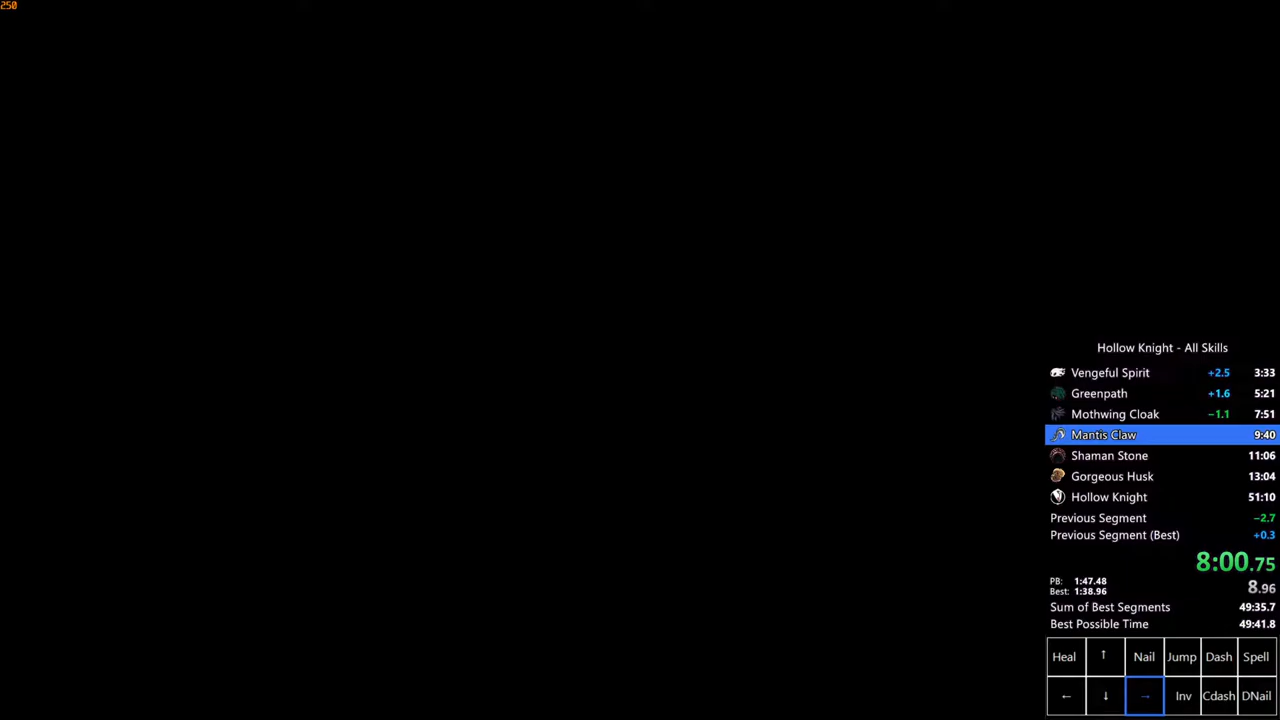 250
Hollow Knight - All Skills
Vengeful Spirit +2.5 3:33
Greenpath +1.6 5:21
Mothwing Cloak −1.1 7:51
Mantis Claw 9:40
Shaman Stone 11:06
Gorgeous Husk 13:04
Hollow Knight 51:10
Previous Segment −2.7
Previous Segment (Best) +0.3
8:00.75
PB: 1:47.48
Best: 1:38.96
8.96
Sum of Best Segments 49:35.7
Best Possible Time 49:41.8
Heal ↑ Nail Jump Dash Spell
← ↓ → Inv Cdash DNail